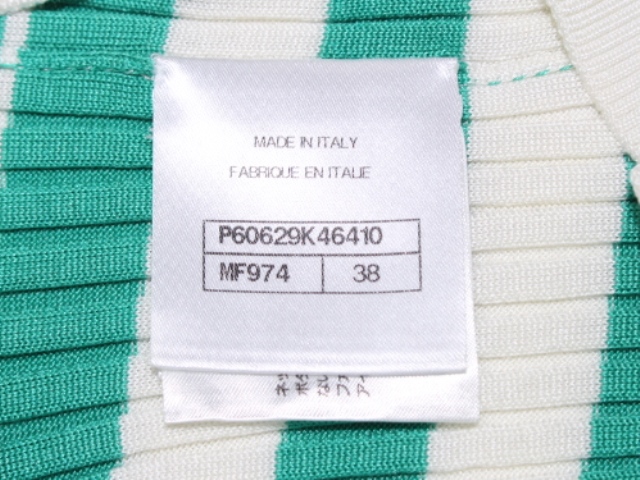 MADE IN ITALY
FABRIQUE EN ITALIE
P60629K46410
MF974 38